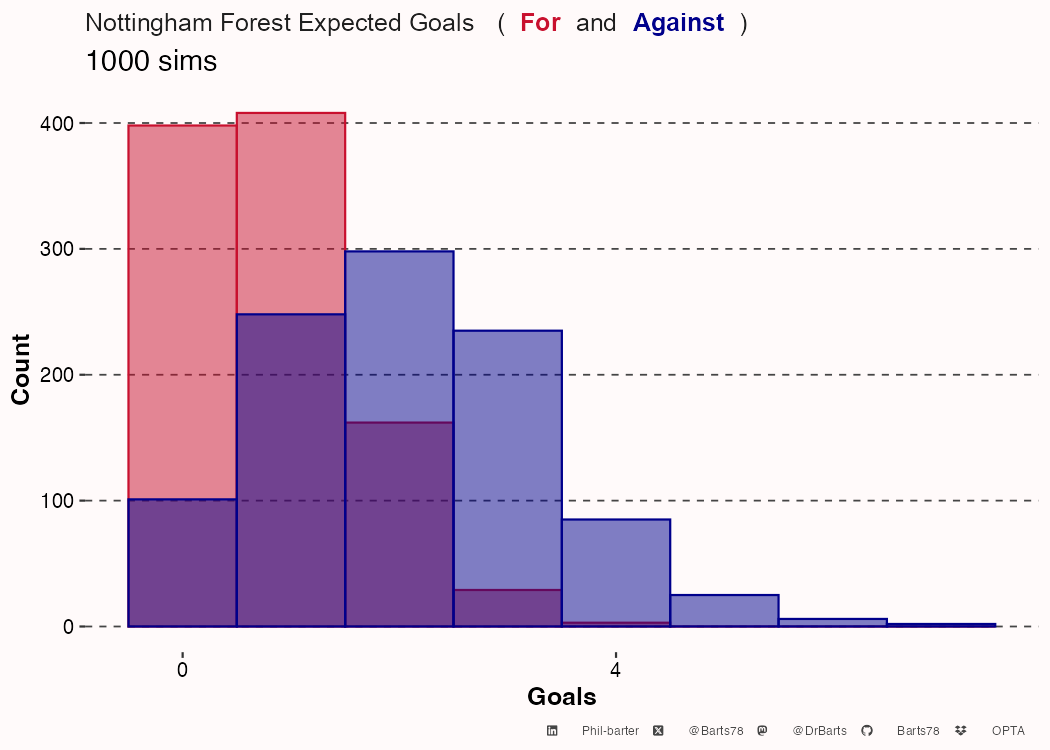 Nottingham Forest Expected Goals ( For and Against )
1000 sims
400
300
200
100
0
Count
0 4
Goals
Phil-barter @Barts78 @DrBarts Barts78 OPTA